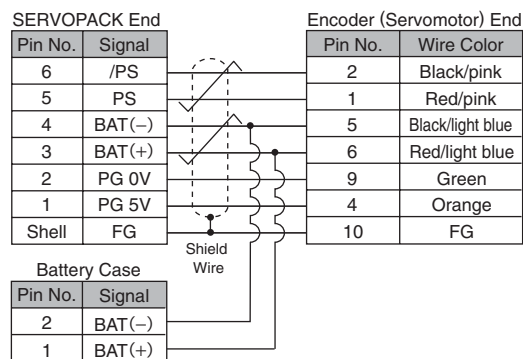 SERVOPACK End Encoder (Servomotor) End
Pin No. Signal Pin No. Wire Color
6 /PS 2 Black/pink
5 PS 1 Red/pink
4 BAT(−) 5 Black/light blue
3 BAT(+) 6 Red/light blue
2 PG 0V 9 Green
1 PG 5V 4 Orange
Shell FG 10 FG
Shield
Wire
Battery Case
Pin No. Signal
2 BAT(−)
1 BAT(+)